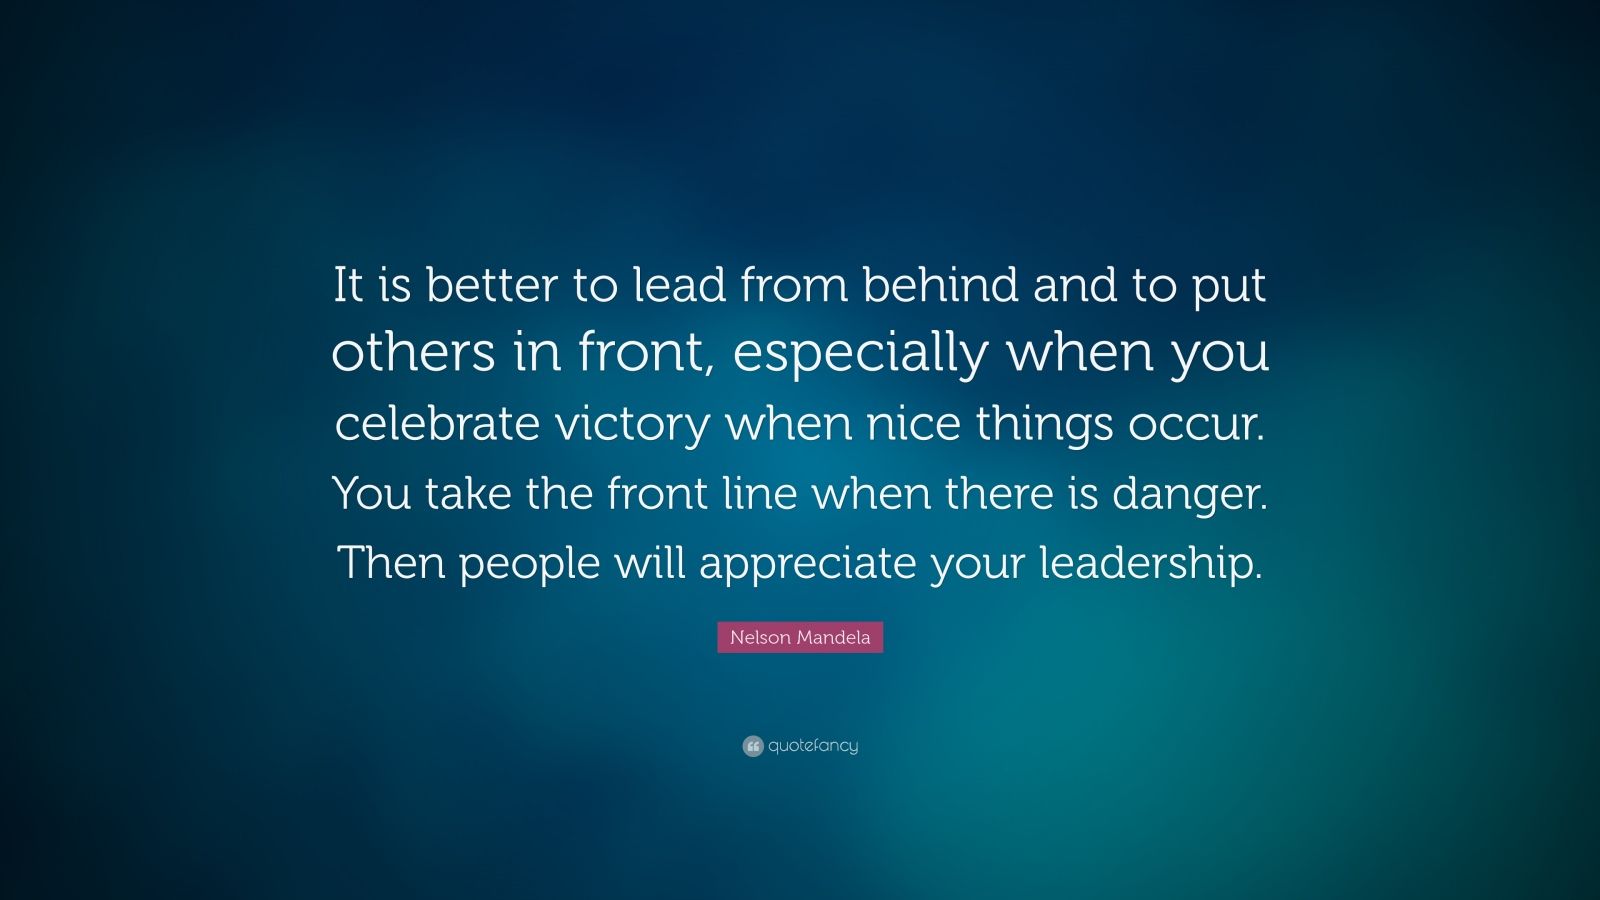 It is better to lead from behind and to put
others in front, especially when you
celebrate victory when nice things occur.
You take the front line when there is danger.
Then people will appreciate your leadership.
Nelson Mandela
quotefancy